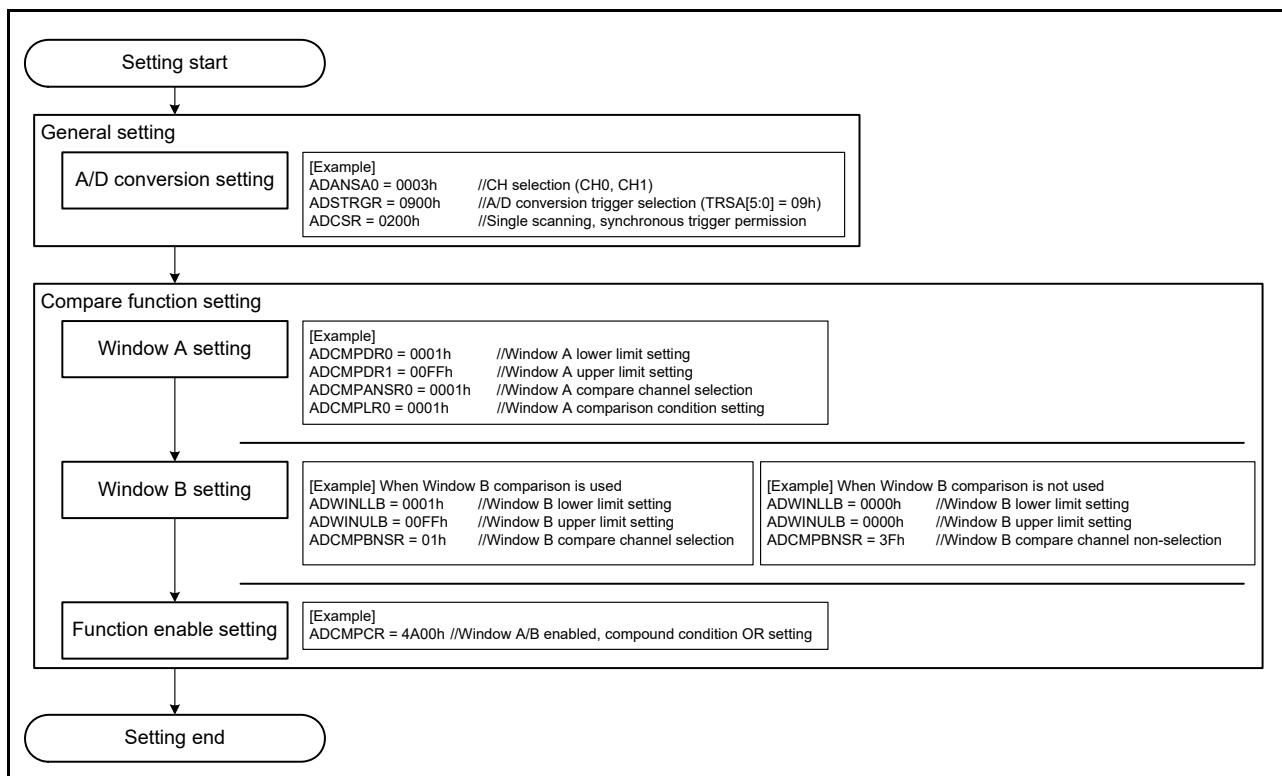 Setting start
General setting
A/D conversion setting
[Example]
ADANSA0 = 0003h //CH selection (CH0, CH1)
ADSTRGR = 0900h //A/D conversion trigger selection (TRSA[5:0] = 09h)
ADCSR = 0200h //Single scanning, synchronous trigger permission
Compare function setting
Window A setting
[Example]
ADCMPDR0 = 0001h //Window A lower limit setting
ADCMPDR1 = 00FFh //Window A upper limit setting
ADCMPANSR0 = 0001h //Window A compare channel selection
ADCMPLR0 = 0001h //Window A comparison condition setting
Window B setting
[Example] When Window B comparison is used
ADWINLLB = 0001h //Window B lower limit setting
ADWINULB = 00FFh //Window B upper limit setting
ADCMPBNSR = 01h //Window B compare channel selection
[Example] When Window B comparison is not used
ADWINLLB = 0000h //Window B lower limit setting
ADWINULB = 0000h //Window B upper limit setting
ADCMPBNSR = 3Fh //Window B compare channel non-selection
Function enable setting
[Example]
ADCMPCR = 4A00h //Window A/B enabled, compound condition OR setting
Setting end